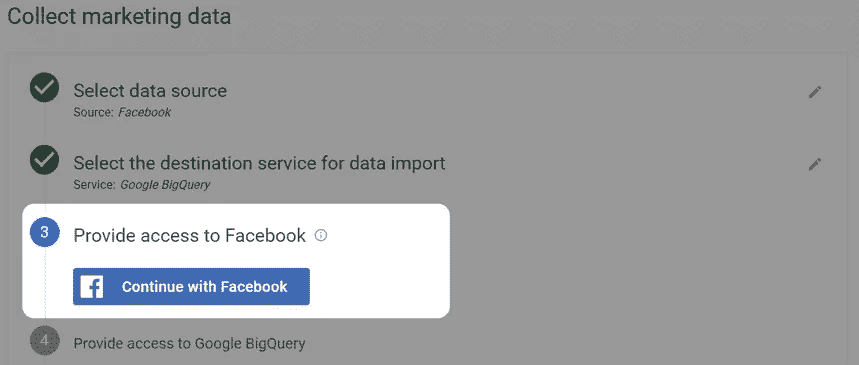 Collect marketing data
Select data source
Source: Facebook
Select the destination service for data import
Service: Google BigQuery
3 Provide access to Facebook
Continue with Facebook
4 Provide access to Google BigQuery